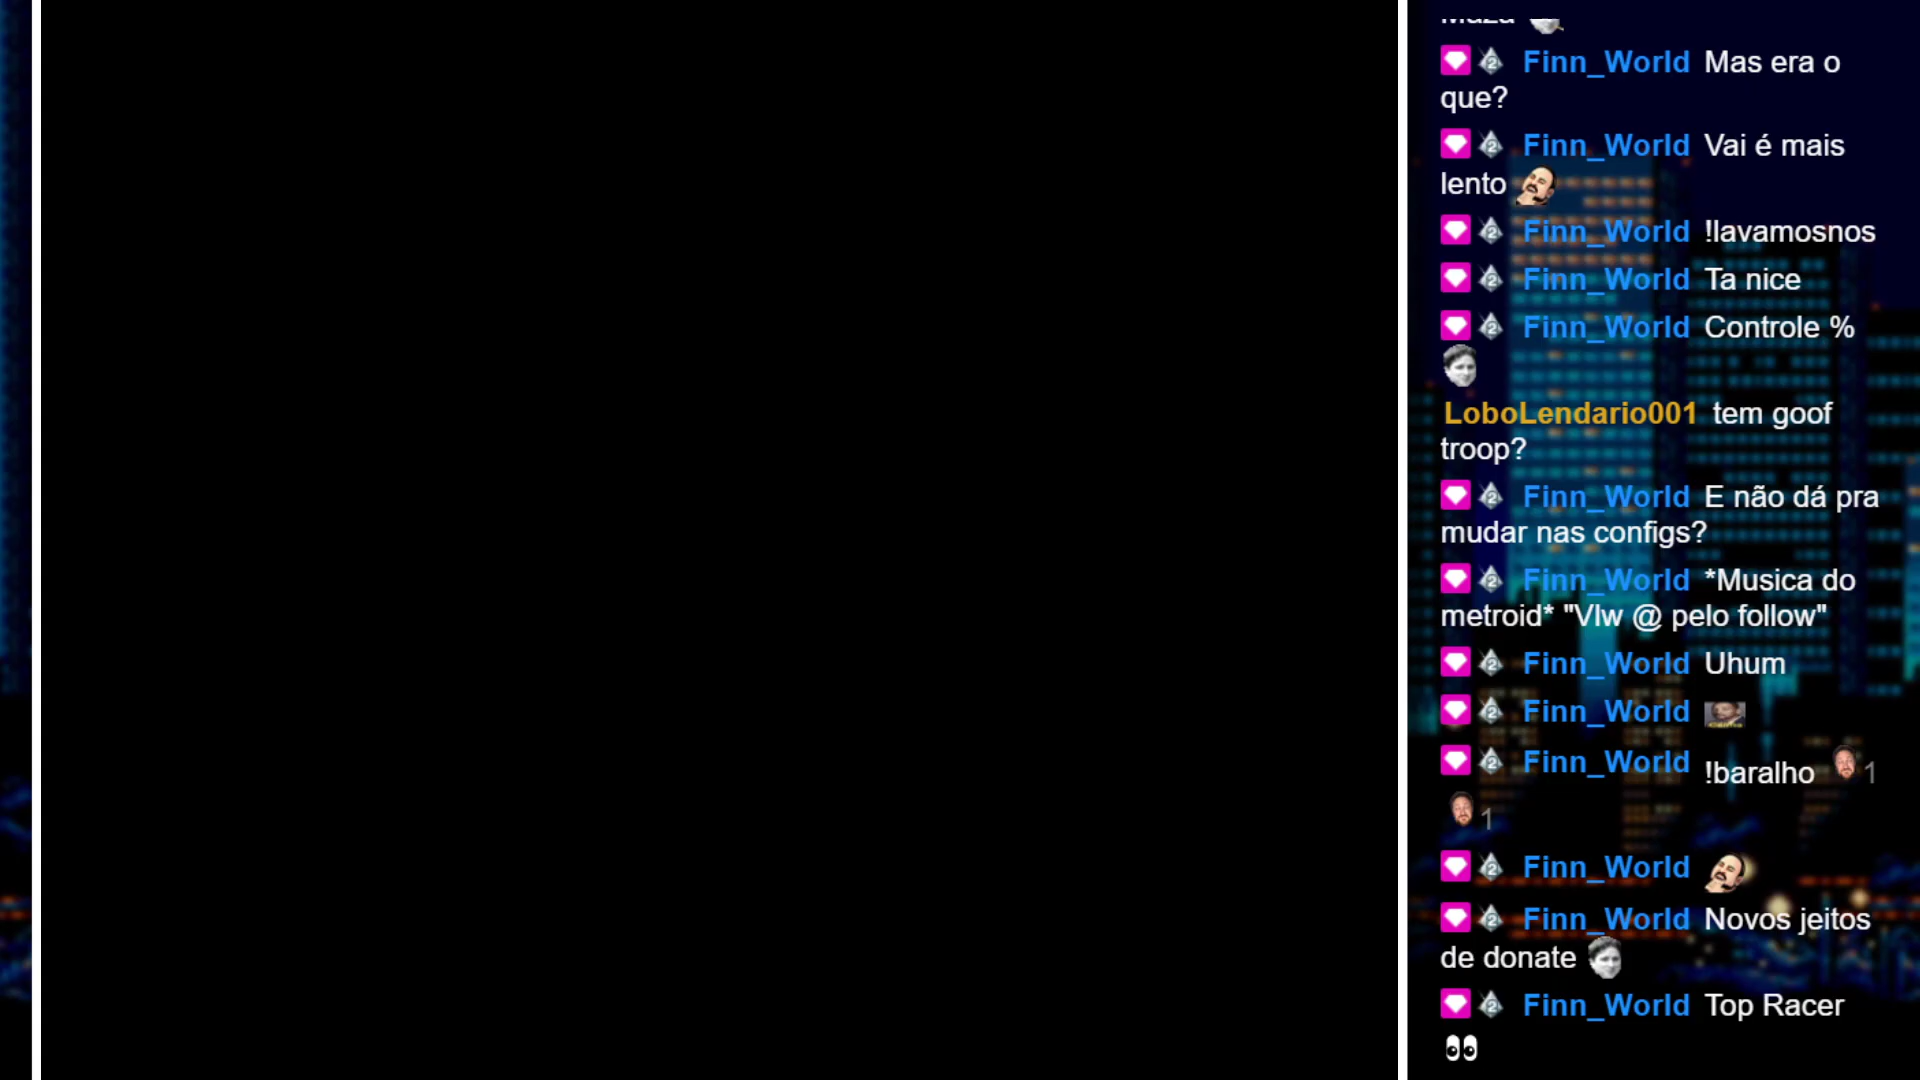 Finn_World Mas era o
que?
Finn_World Vai é mais
lento
Finn_World !lavamosnos
Finn_World Ta nice
Finn_World Controle %
LoboLendario001 tem goof
troop?
Finn_World E não dá pra
mudar nas configs?
Finn_World *Musica do
metroid* "Vlw @ pelo follow"
Finn_World Uhum
Finn_World
Finn_World !baralho 1
1
Finn_World
Finn_World Novos jeitos
de donate
Finn_World Top Racer